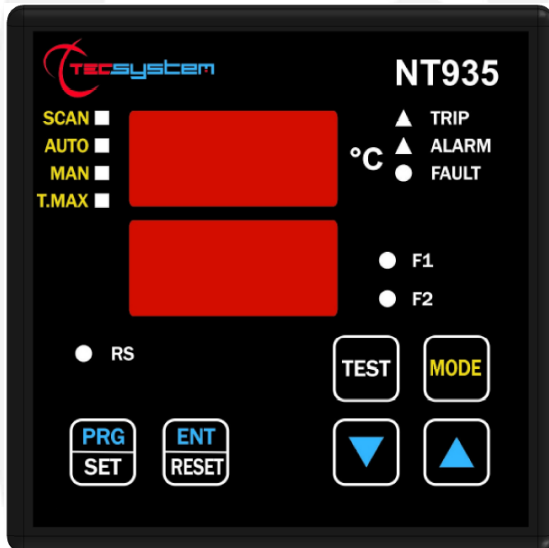 TECSYSTEM
NT935
SCAN
AUTO
MAN
T.MAX
°C
TRIP
ALARM
FAULT
F1
F2
RS
TEST
MODE
PRG
SET
ENT
RESET